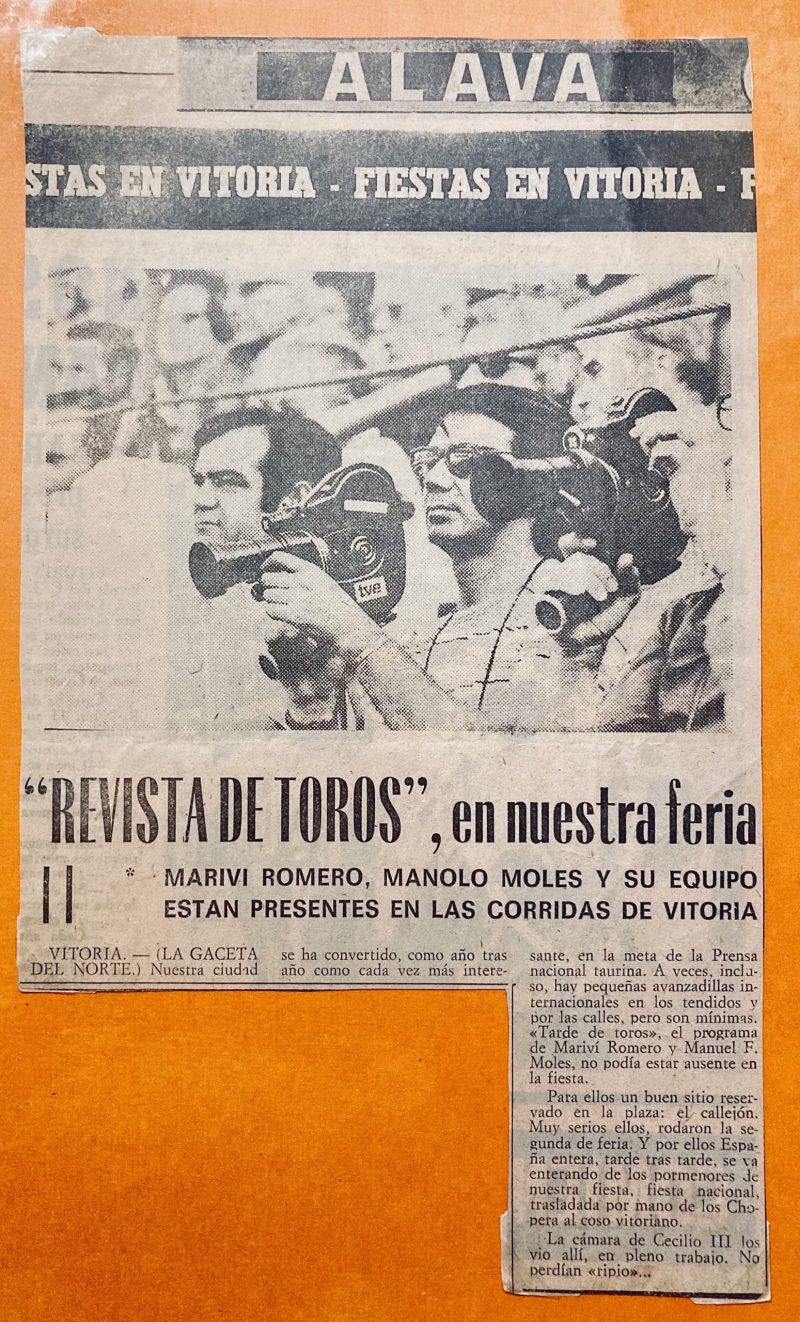 ALAVA
STAS EN VITORIA - FIESTAS EN VITORIA - F
tve
“REVISTA DE TOROS”, en nuestra feria
* MARIVI ROMERO, MANOLO MOLES Y SU EQUIPO
ESTAN PRESENTES EN LAS CORRIDAS DE VITORIA
VITORIA. — (LA GACETA
DEL NORTE.) Nuestra ciudad
se ha convertido, como año tras
año como cada vez más intere-
sante, en la meta de la Prensa
nacional taurina. A veces, inclu-
so, hay pequeñas avanzadillas in-
ternacionales en los tendidos y
por las calles, pero son mínimas.
«Tarde de toros», el programa
de Mariví Romero y Manuel F.
Moles, no podía estar ausente en
la fiesta.
Para ellos un buen sitio reser-
vado en la plaza: el callejón.
Muy serios ellos, rodaron la se-
gunda de feria. Y por ellos Espa-
ña entera, tarde tras tarde, se va
enterando de los pormenores de
nuestra fiesta, fiesta nacional,
trasladada por mano de los Cho-
pera al coso vitoriano.
La cámara de Cecilio III los
vio allí, en pleno trabajo. No
perdían «ripio»...